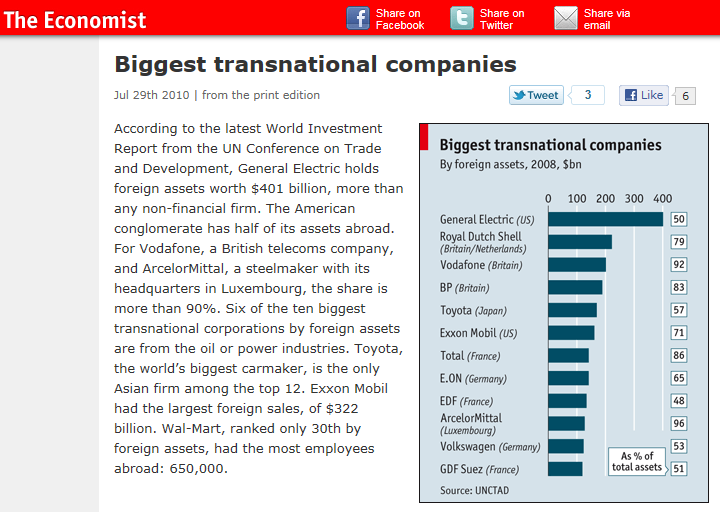 The Economist
Share on
Facebook
Share on
Twitter
Share via
email
Biggest transnational companies
Jul 29th 2010 | from the print edition
Tweet
3
Like
6
According to the latest World Investment
Report from the UN Conference on Trade
and Development, General Electric holds
foreign assets worth $401 billion, more than
any non-financial firm. The American
conglomerate has half of its assets abroad.
For Vodafone, a British telecoms company,
and ArcelorMittal, a steelmaker with its
headquarters in Luxembourg, the share is
more than 90%. Six of the ten biggest
transnational corporations by foreign assets
are from the oil or power industries. Toyota,
the world's biggest carmaker, is the only
Asian firm among the top 12. Exxon Mobil
had the largest foreign sales, of $322
billion. Wal-Mart, ranked only 30th by
foreign assets, had the most employees
abroad: 650,000.
Biggest transnational companies
By foreign assets, 2008, $bn
0 100 200 300 400
General Electric (US) 50
Royal Dutch Shell
(Britain/Netherlands) 79
Vodafone (Britain) 92
BP (Britain) 83
Toyota (Japan) 57
Exxon Mobil (US) 71
Total (France) 86
E.ON (Germany) 65
EDF (France) 48
ArcelorMittal
(Luxembourg) 96
Volkswagen (Germany) 53
GDF Suez (France) 51
As % of
total assets
Source: UNCTAD